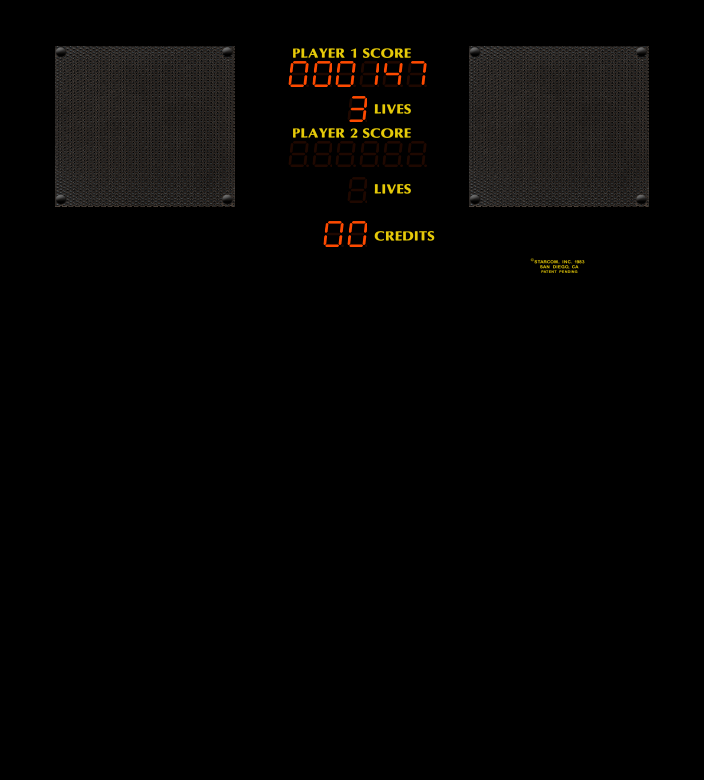 PLAYER 1 SCORE
000147
3 LIVES
PLAYER 2 SCORE
LIVES
00 CREDITS
©STARCOM, INC. 1983
SAN DIEGO, CA
PATENT PENDING